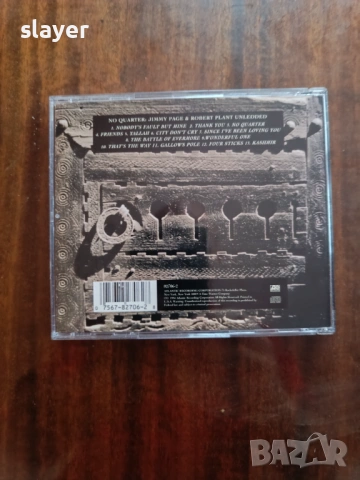 slayer
NO QUARTER: JIMMY PAGE & ROBERT PLANT UNLEDDED
1. NOBODY'S FAULT BUT MINE 2. THANK YOU 3. NO QUARTER
4. FRIENDS 5. YALLAH 6. CITY DON'T CRY 7. SINCE I'VE BEEN LOVING YOU
8. THE BATTLE OF EVERMORE 9. WONDERFUL ONE
10. THAT'S THE WAY 11. GALLOWS POLE 12. FOUR STICKS 13. KASHMIR
82706-2
7567-82706-2
BAZAR
bg